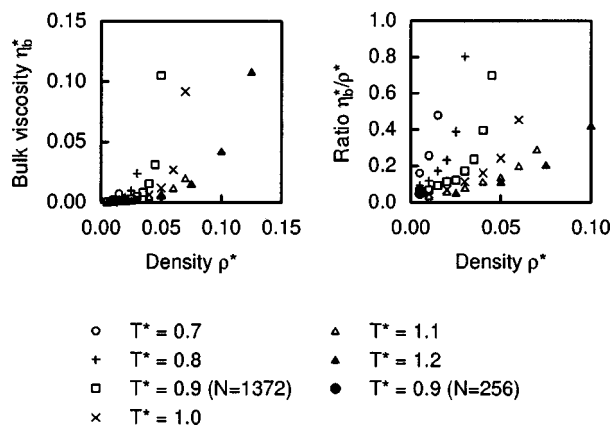 Bulk viscosity η*b
0.15
0.10
0.05
0.00
0.00 0.05 0.10 0.15
Density ρ*
Ratio η*b/ρ*
1.0
0.8
0.6
0.4
0.2
0.0
0.00 0.05 0.10
Density ρ*
T* = 0.7
T* = 0.8
T* = 0.9 (N=1372)
T* = 1.0
T* = 1.1
T* = 1.2
T* = 0.9 (N=256)